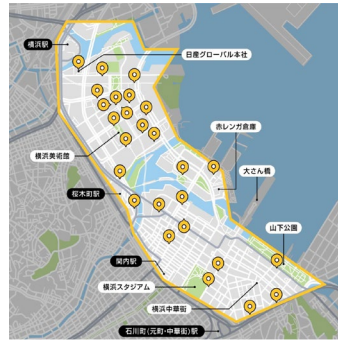 横浜駅
日産グローバル本社
赤レンガ倉庫
横浜美術館
大さん橋
桜木町駅
山下公園
関内駅
横浜スタジアム
横浜中華街
石川町(元町・中華街)駅